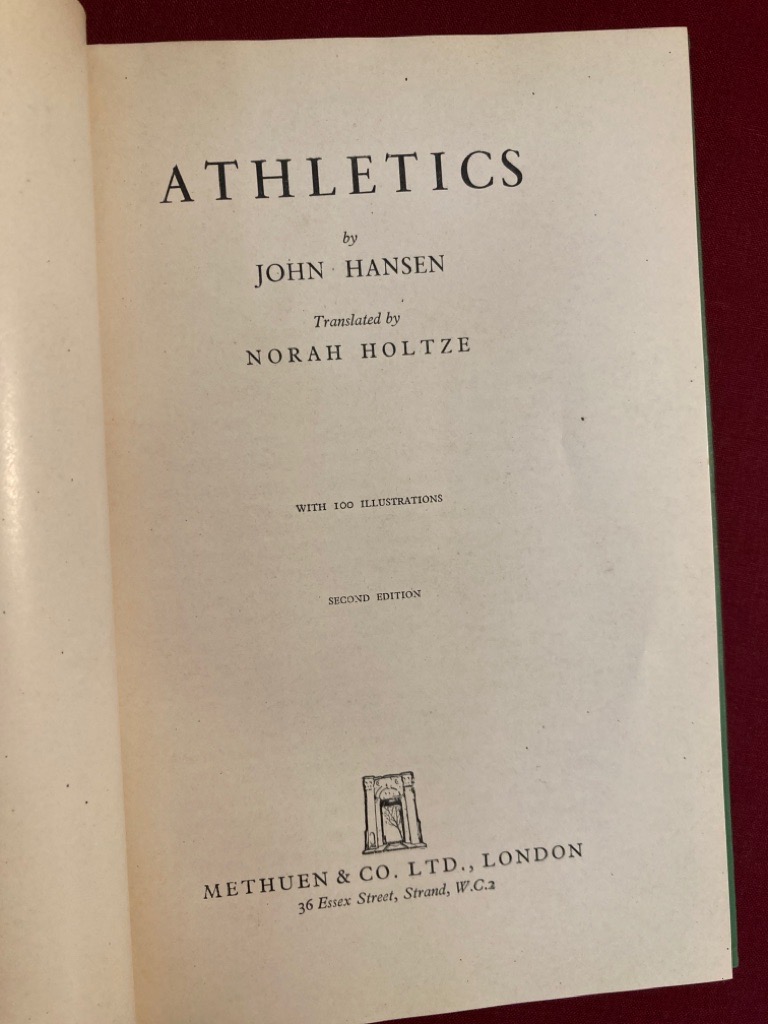 ATHLETICS
by
JOHN HANSEN
Translated by
NORAH HOLTZE
WITH 100 ILLUSTRATIONS
SECOND EDITION
METHUEN & CO. LTD., LONDON
36 Essex Street, Strand, W.C.2